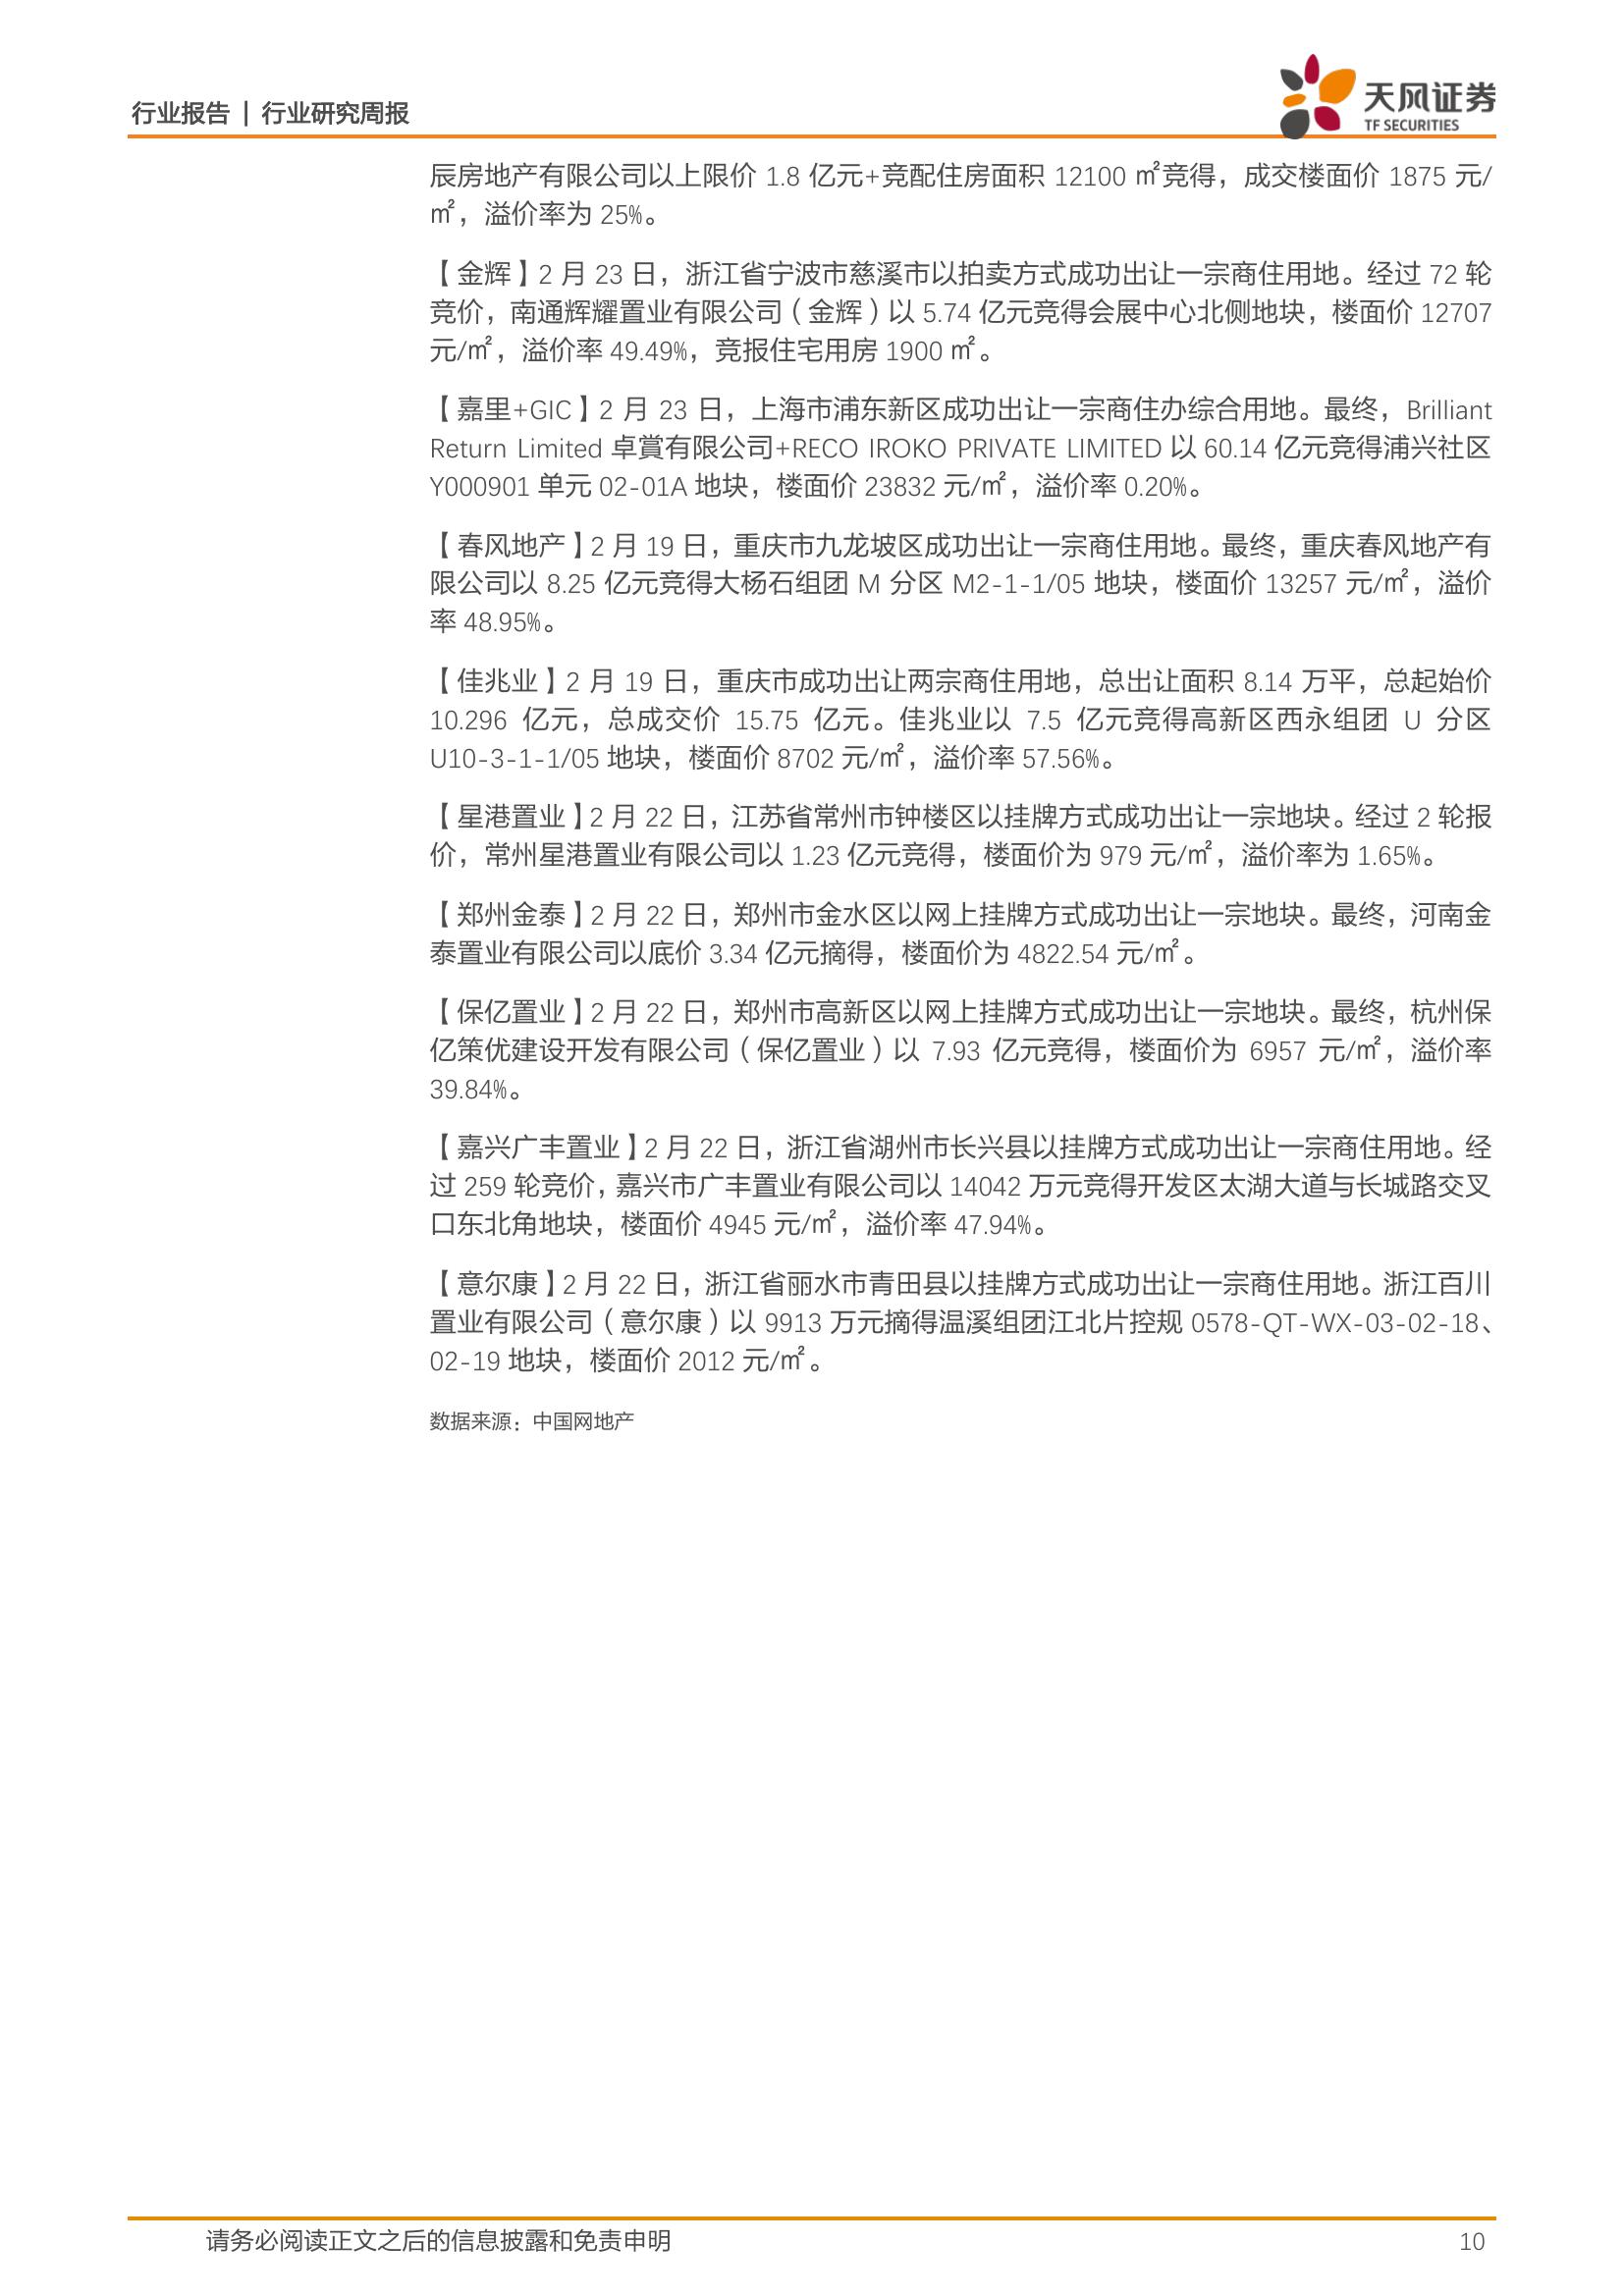 行业报告 | 行业研究周报
天风证券
TF SECURITIES
辰房地产有限公司以上限价 1.8 亿元+竞配住房面积 12100 ㎡竞得，成交楼面价 1875 元/
㎡，溢价率为 25%。
【金辉】2 月 23 日，浙江省宁波市慈溪市以拍卖方式成功出让一宗商住用地。经过 72 轮
竞价，南通辉耀置业有限公司（金辉）以 5.74 亿元竞得会展中心北侧地块，楼面价 12707
元/㎡，溢价率 49.49%，竞报住宅用房 1900 ㎡。
【嘉里+GIC】2 月 23 日，上海市浦东新区成功出让一宗商住办综合用地。最终，Brilliant
Return Limited 卓賞有限公司+RECO IROKO PRIVATE LIMITED 以 60.14 亿元竞得浦兴社区
Y000901 单元 02-01A 地块，楼面价 23832 元/㎡，溢价率 0.20%。
【春风地产】2 月 19 日，重庆市九龙坡区成功出让一宗商住用地。最终，重庆春风地产有
限公司以 8.25 亿元竞得大杨石组团 M 分区 M2-1-1/05 地块，楼面价 13257 元/㎡，溢价
率 48.95%。
【佳兆业】2 月 19 日，重庆市成功出让两宗商住用地，总出让面积 8.14 万平，总起始价
10.296 亿元，总成交价 15.75 亿元。佳兆业以 7.5 亿元竞得高新区西永组团 U 分区
U10-3-1-1/05 地块，楼面价 8702 元/㎡，溢价率 57.56%。
【星港置业】2 月 22 日，江苏省常州市钟楼区以挂牌方式成功出让一宗地块。经过 2 轮报
价，常州星港置业有限公司以 1.23 亿元竞得，楼面价为 979 元/㎡，溢价率为 1.65%。
【郑州金泰】2 月 22 日，郑州市金水区以网上挂牌方式成功出让一宗地块。最终，河南金
泰置业有限公司以底价 3.34 亿元摘得，楼面价为 4822.54 元/㎡。
【保亿置业】2 月 22 日，郑州市高新区以网上挂牌方式成功出让一宗地块。最终，杭州保
亿策优建设开发有限公司（保亿置业）以 7.93 亿元竞得，楼面价为 6957 元/㎡，溢价率
39.84%。
【嘉兴广丰置业】2 月 22 日，浙江省湖州市长兴县以挂牌方式成功出让一宗商住用地。经
过 259 轮竞价，嘉兴市广丰置业有限公司以 14042 万元竞得开发区太湖大道与长城路交叉
口东北角地块，楼面价 4945 元/㎡，溢价率 47.94%。
【意尔康】2 月 22 日，浙江省丽水市青田县以挂牌方式成功出让一宗商住用地。浙江百川
置业有限公司（意尔康）以 9913 万元摘得温溪组团江北片控规 0578-QT-WX-03-02-18、
02-19 地块，楼面价 2012 元/㎡。
数据来源：中国网地产
请务必阅读正文之后的信息披露和免责申明
10